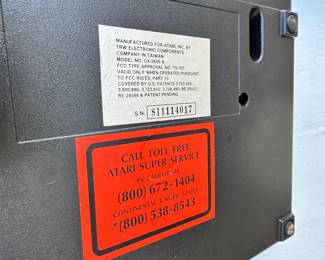 MANUFACTURED FOR ATARI, INC. BY
TRW ELECTRONIC COMPONENTS
COMPANY IN TAIWAN
MODEL NO. CX-2600 A
FCC TYPE APPROVAL NO. TV-
VALID ONLY WHEN OPERATED PURSUANT
TO FCC RULES, PART 15
COVERED BY U.S. PATENTS
RE 28598 & PATENT PENDING
S.N. 811114017
CALL TOLL FREE
ATARI SUPER SERVICE
IN CALIFORNIA
(800) 672-1404
CONTINENTAL UNITED STATES
*(800) 538-8543